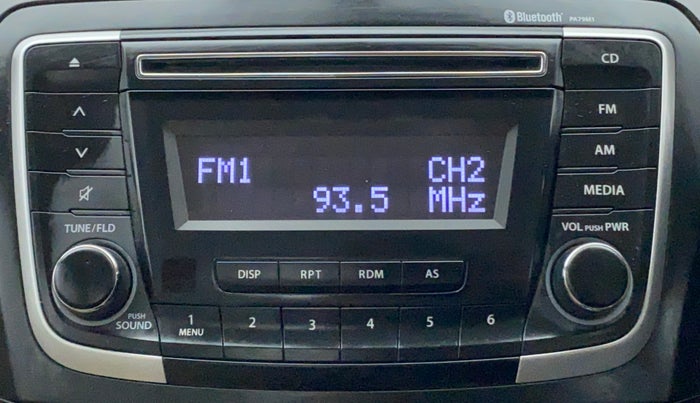 Bluetooth PA79M1
CD
FM
AM
MEDIA
FM1 CH2
93.5 MHz
TUNE/FLD
VOL PUSH PWR
DISP RPT RDM AS
PUSH
SOUND
1 2 3 4 5 6
MENU